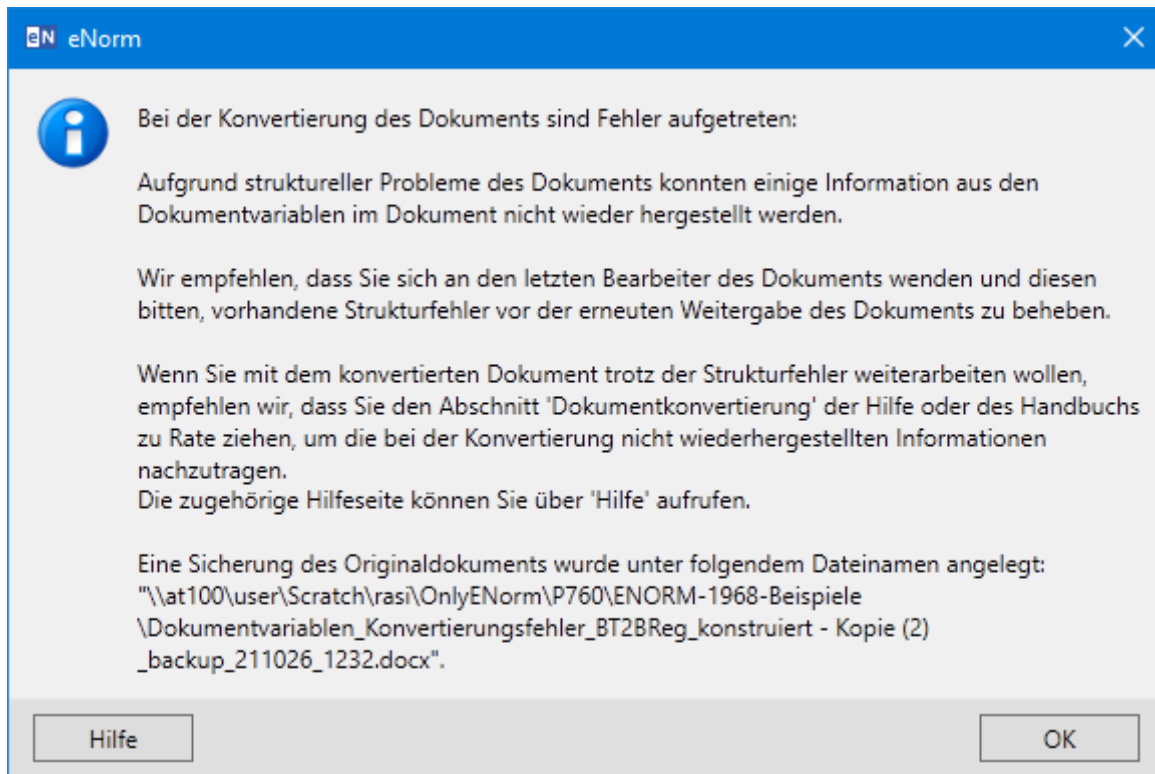 eN eNorm
Bei der Konvertierung des Dokuments sind Fehler aufgetreten:
Aufgrund struktureller Probleme des Dokuments konnten einige Information aus den
Dokumentvariablen im Dokument nicht wieder hergestellt werden.
Wir empfehlen, dass Sie sich an den letzten Bearbeiter des Dokuments wenden und diesen
bitten, vorhandene Strukturfehler vor der erneuten Weitergabe des Dokuments zu beheben.
Wenn Sie mit dem konvertierten Dokument trotz der Strukturfehler weiterarbeiten wollen,
empfehlen wir, dass Sie den Abschnitt 'Dokumentkonvertierung' der Hilfe oder des Handbuchs
zu Rate ziehen, um die bei der Konvertierung nicht wiederhergestellten Informationen
nachzutragen.
Die zugehörige Hilfeseite können Sie über 'Hilfe' aufrufen.
Eine Sicherung des Originaldokuments wurde unter folgendem Dateinamen angelegt:
"\\at100\user\Scratch\rasi\OnlyENorm\P760\ENORM-1968-Beispiele
\Dokumentvariablen_Konvertierungsfehler_BT2BReg_konstruiert - Kopie (2)
_backup_211026_1232.docx".
Hilfe
OK